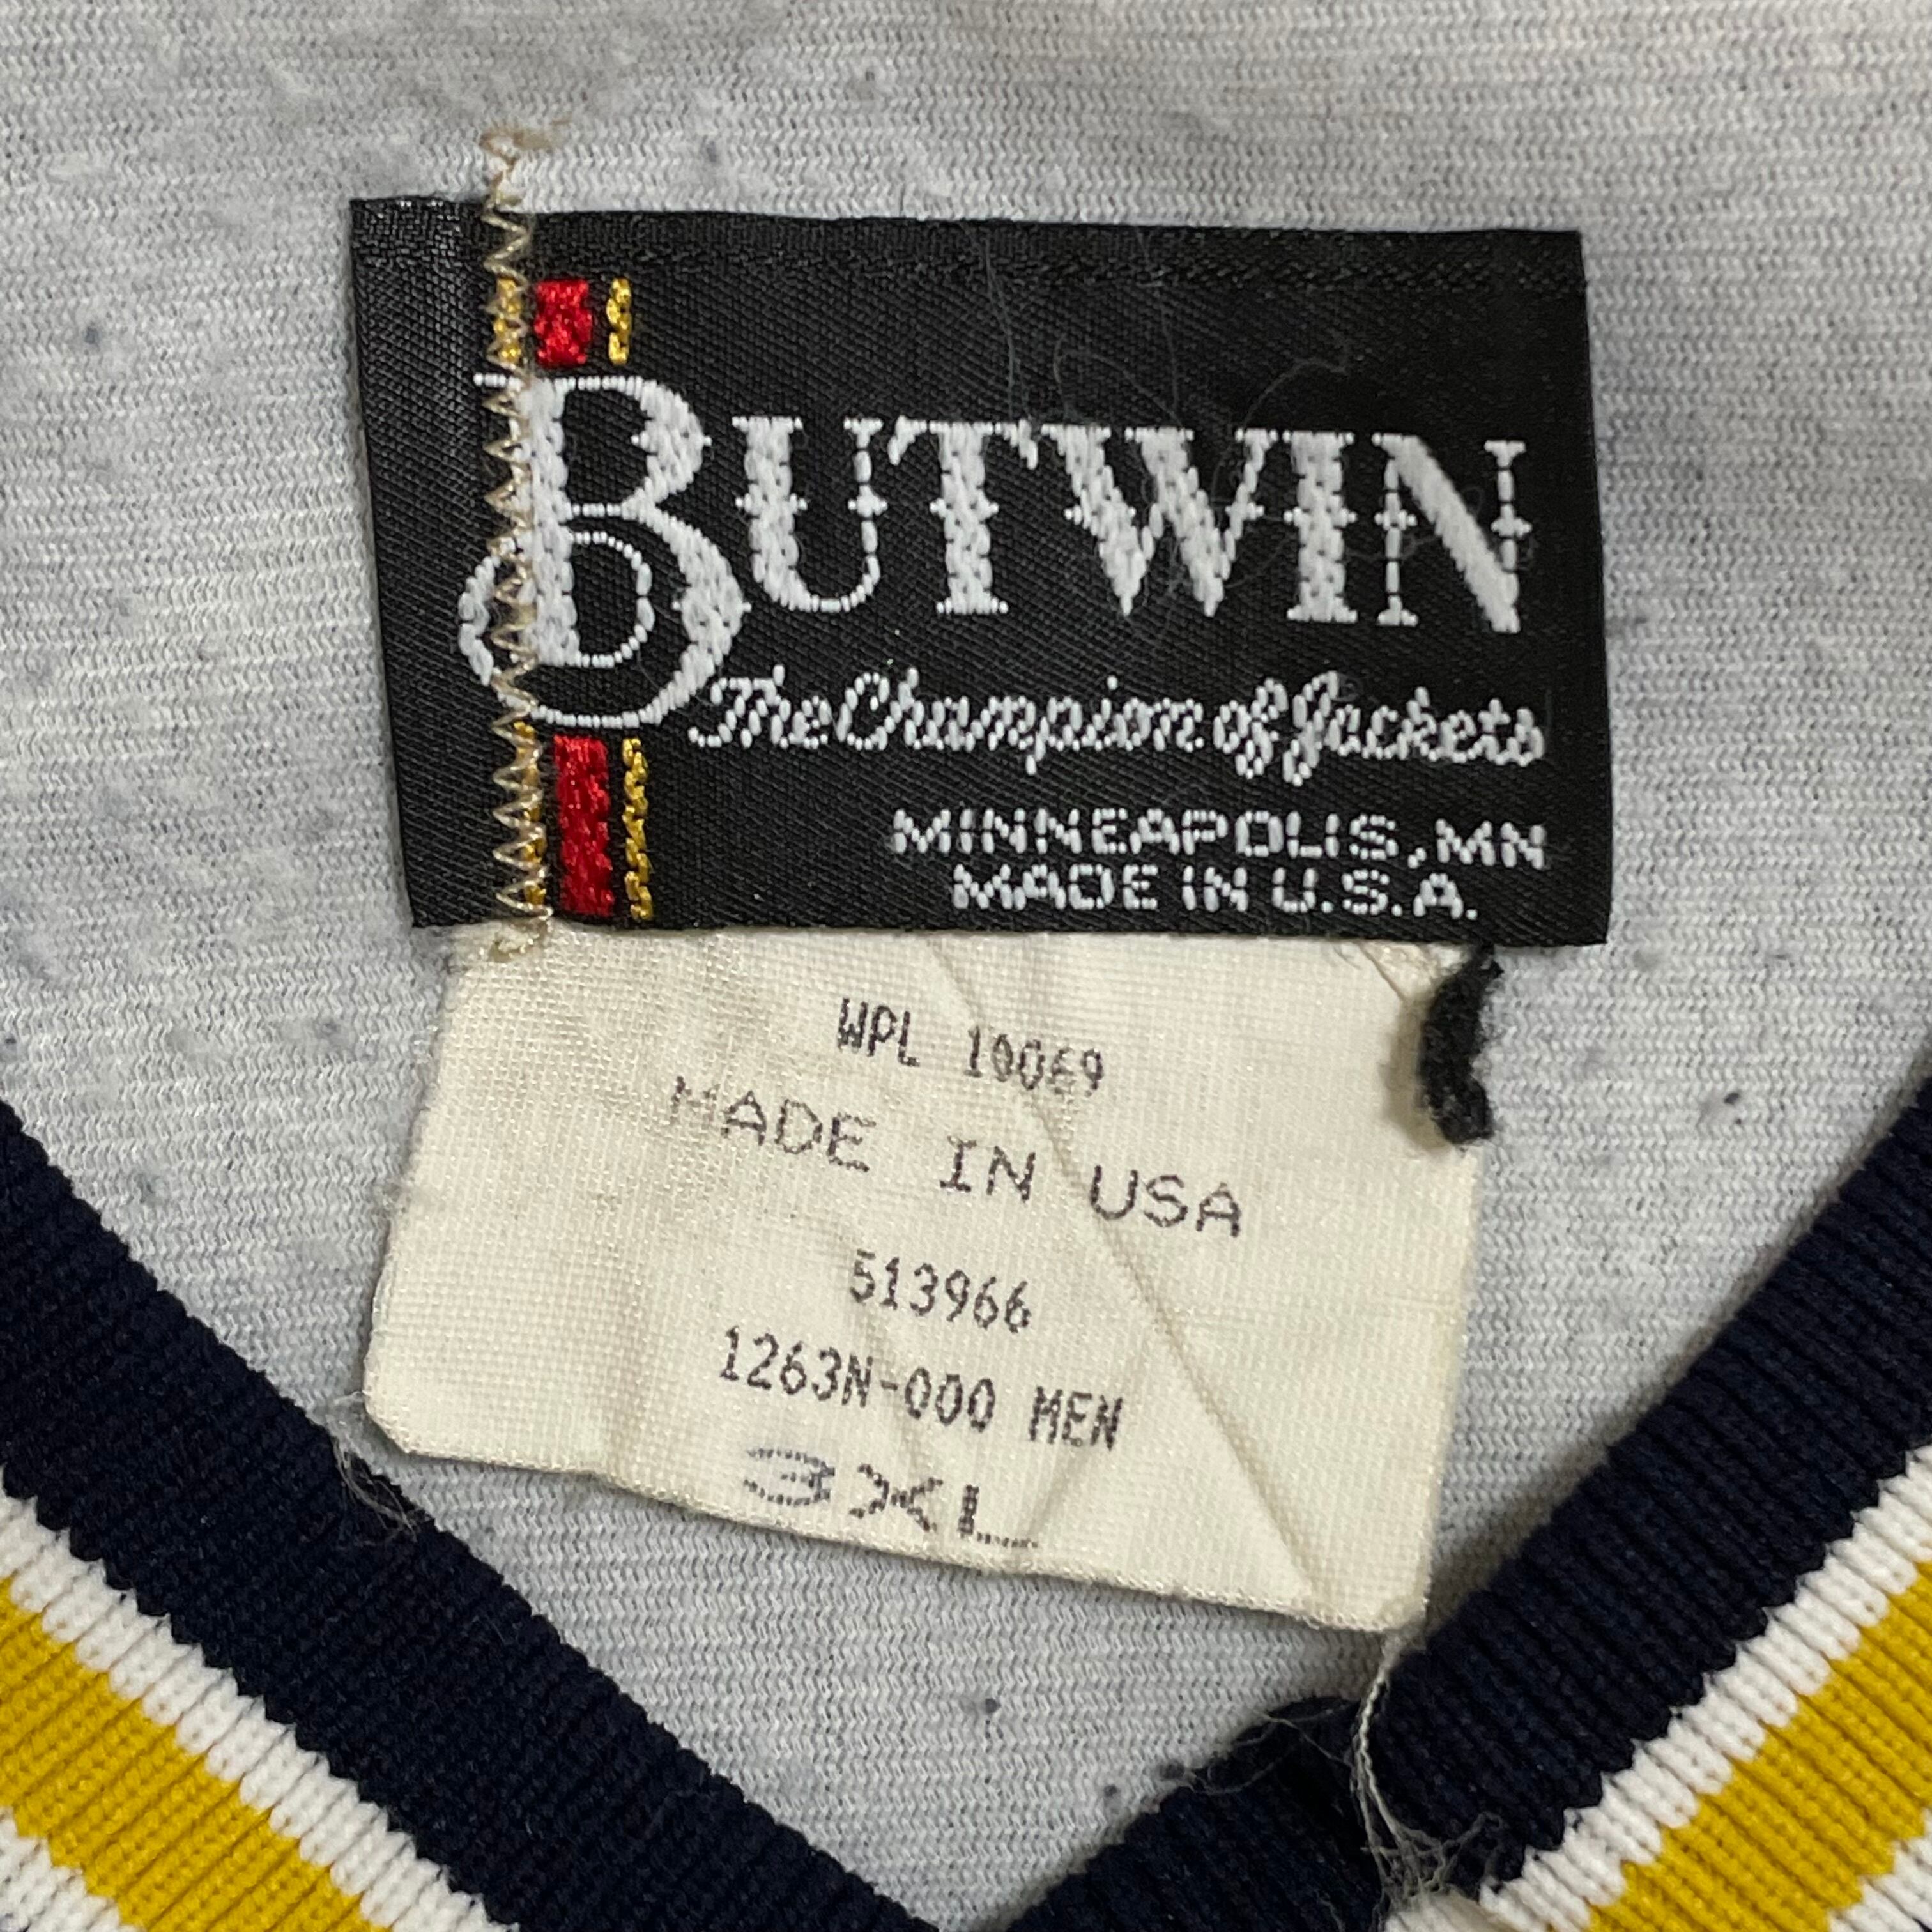 BUTWIN
The Champion of Jackets
MINNEAPOLIS, MN
MADE IN U.S.A.
WPL 10069
MADE IN USA
513966
1263N-000 MEN
3XL